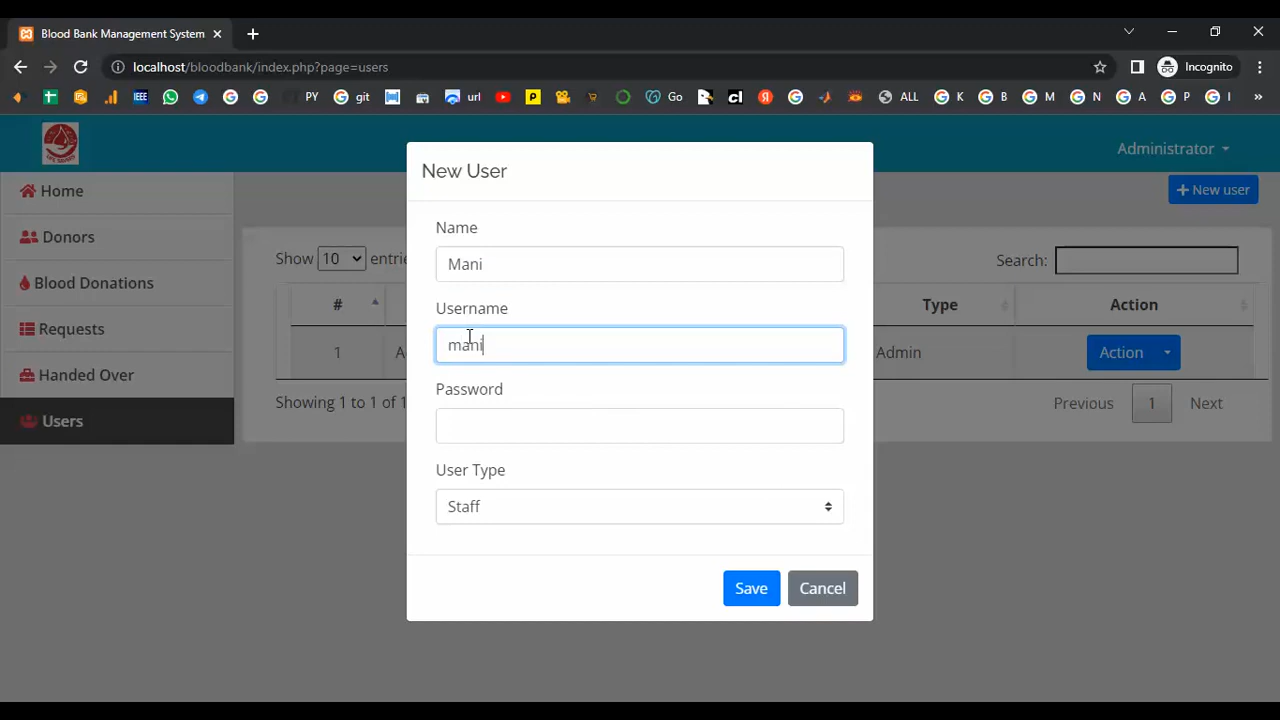 Blood Bank Management System
localhost/bloodbank/index.php?page=users
Incognito
IEEE
PY
git
url
Go
ALL
K
B
M
N
A
P
I
Administrator
Home
Donors
Blood Donations
Requests
Handed Over
Users
New user
Show 10 entrie
Search:
#
Type
Action
1
Admin
Action
Showing 1 to 1 of 1
Previous
1
Next
New User
Name
Mani
Username
mani
Password
User Type
Staff
Save
Cancel